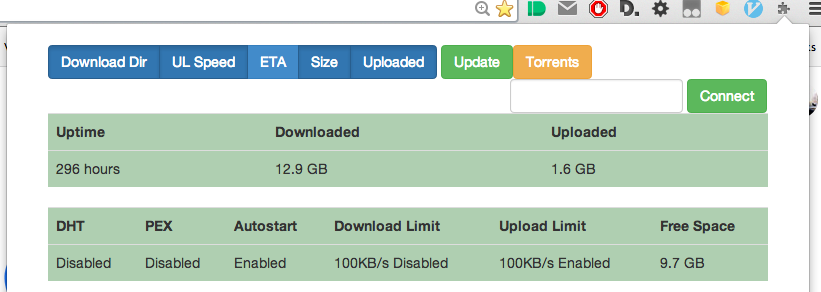 Download Dir UL Speed ETA Size Uploaded Update Torrents
Connect
Uptime Downloaded Uploaded
296 hours 12.9 GB 1.6 GB
DHT PEX Autostart Download Limit Upload Limit Free Space
Disabled Disabled Enabled 100KB/s Disabled 100KB/s Enabled 9.7 GB